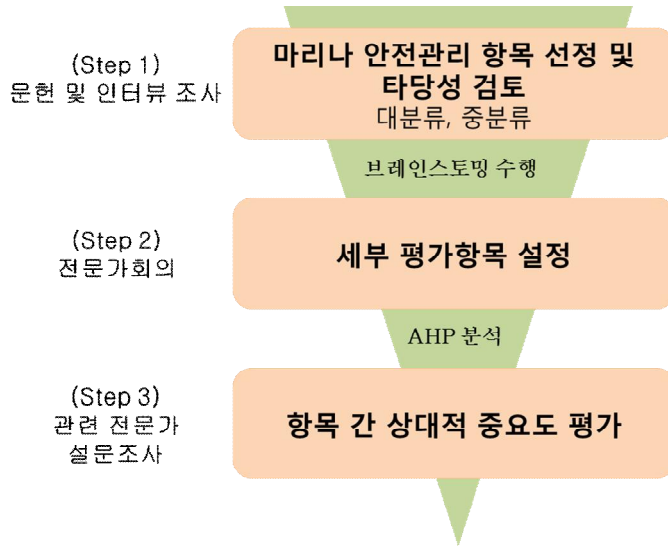 (Step 1)
문헌 및 인터뷰 조사
마리나 안전관리 항목 선정 및
타당성 검토
대분류, 중분류
브레인스토밍 수행
(Step 2)
전문가회의
세부 평가항목 설정
AHP 분석
(Step 3)
관련 전문가
설문조사
항목 간 상대적 중요도 평가